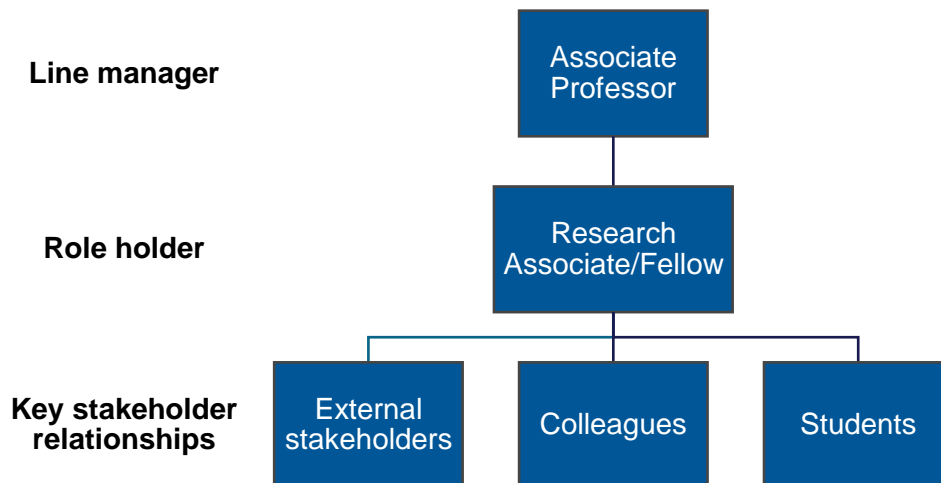 Line manager
Associate
Professor
Role holder
Research
Associate/Fellow
Key stakeholder
relationships
External
stakeholders
Colleagues
Students